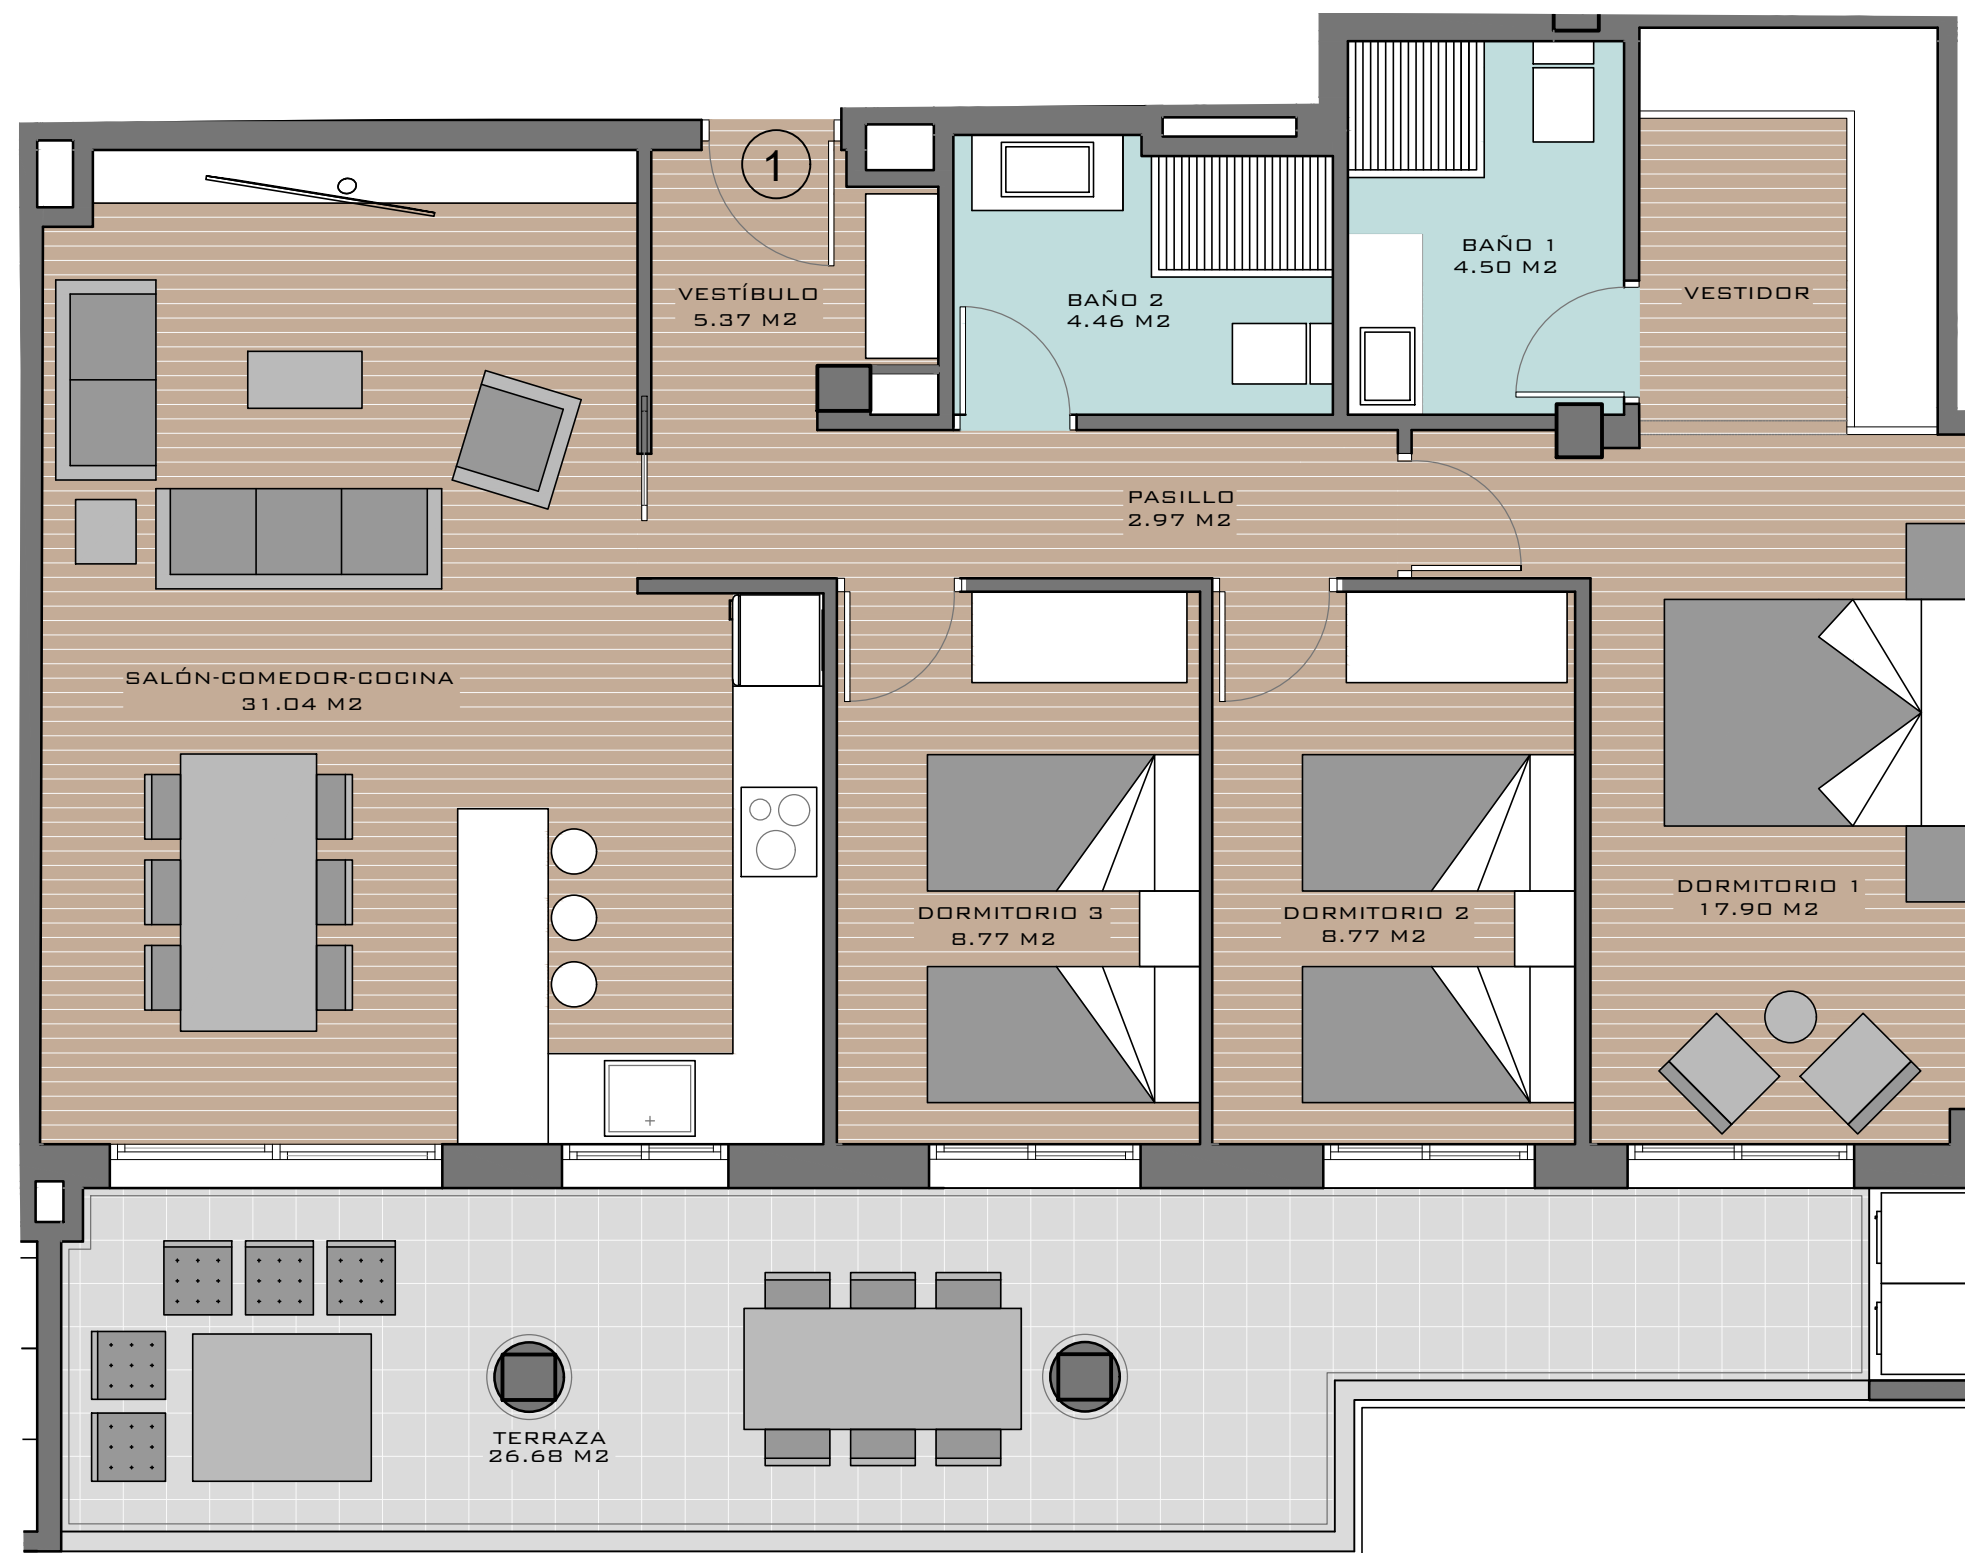 1
BAÑO 1
4.50 M2
VESTIDOR
VESTÍBULO
5.37 M2
BAÑO 2
4.46 M2
PASILLO
2.97 M2
SALÓN-COMEDOR-COCINA
31.04 M2
DORMITORIO 3
8.77 M2
DORMITORIO 2
8.77 M2
DORMITORIO 1
17.90 M2
TERRAZA
26.68 M2